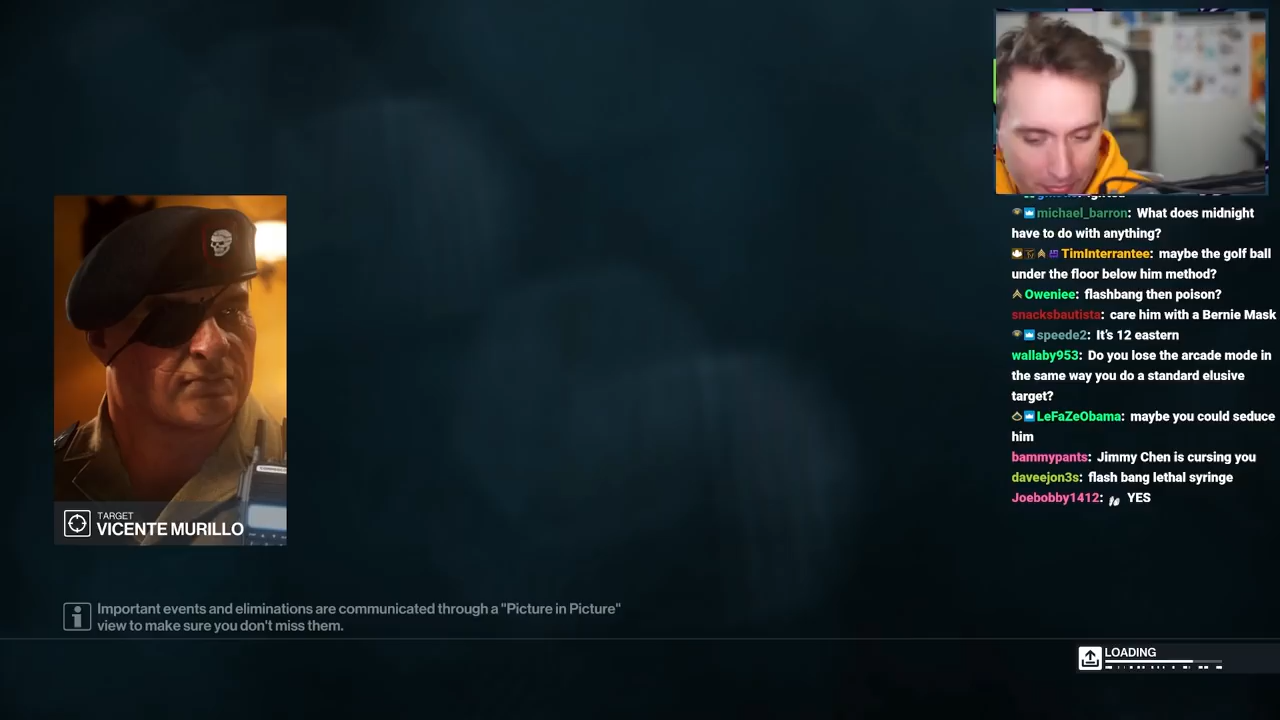 michael_barron: What does midnight
have to do with anything?
TimInterrantee: maybe the golf ball
under the floor below him method?
Oweniee: flashbang then poison?
snacksbautista: care him with a Bernie Mask
speede2: It's 12 eastern
wallaby953: Do you lose the arcade mode in
the same way you do a standard elusive
target?
LeFaZeObama: maybe you could seduce
him
bammypants: Jimmy Chen is cursing you
daveejon3s: flash bang lethal syringe
Joebobby1412: YES
TARGET
VICENTE MURILLO
Important events and eliminations are communicated through a "Picture in Picture"
view to make sure you don't miss them.
LOADING